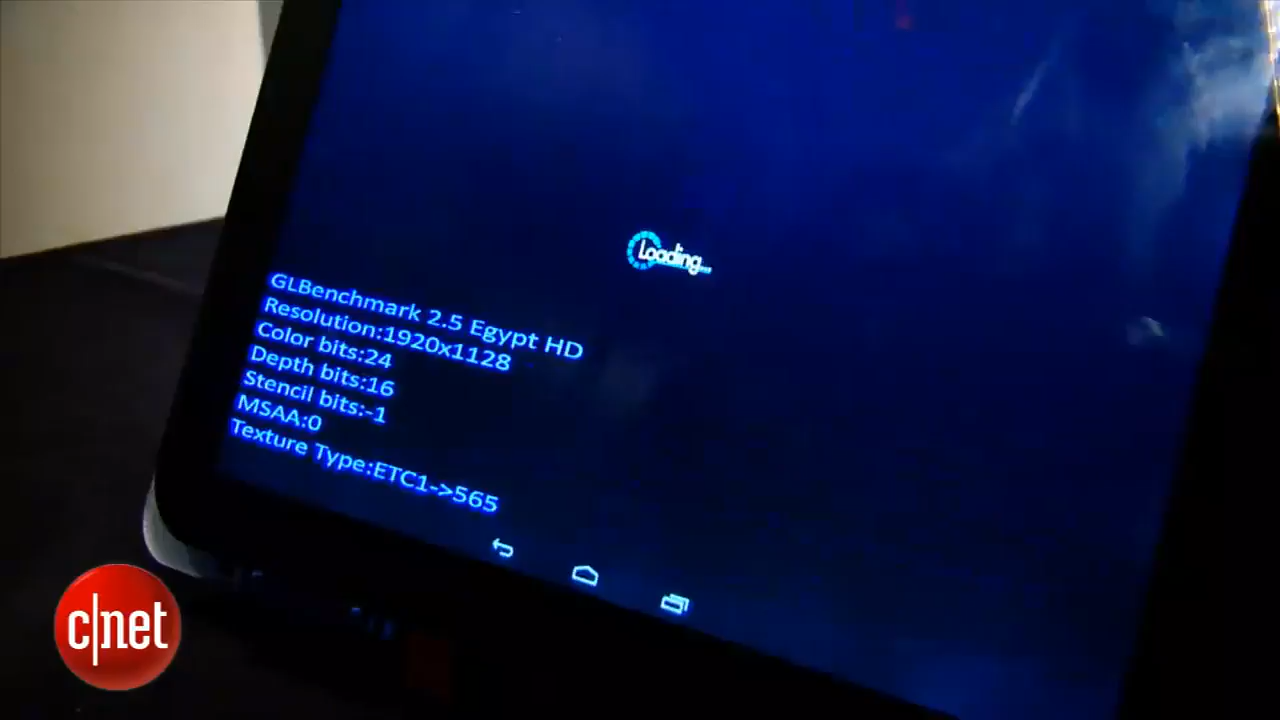 Loading...
GLBenchmark 2.5 Egypt HD
Resolution:1920x1128
Color bits:24
Depth bits:16
Stencil bits:-1
MSAA:0
Texture Type:ETC1->565
c|net